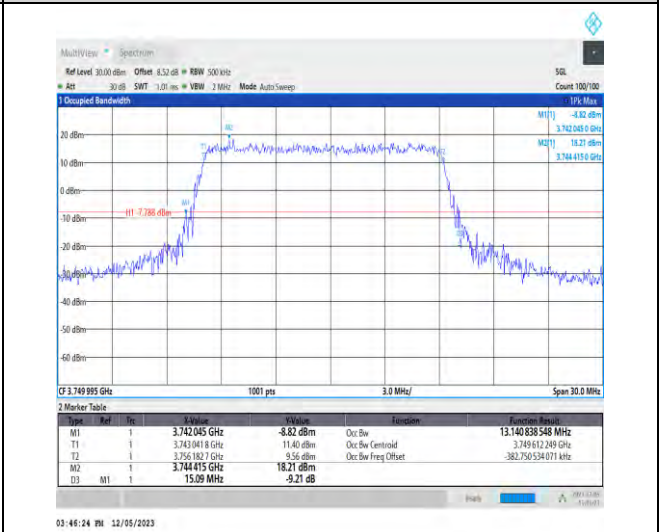 MultiView Spectrum
Ref Level 30.00 dBm Offset 8.52 dB RBW 500 kHz SGL
Att 30 dB SWT 1.01 ms VBW 2 MHz Mode Auto Sweep Count 100/100
1 Occupied Bandwidth 1Pk Max
M1[1] -8.82 dBm
3.742 045 0 GHz
M2[1] 18.21 dBm
3.744 415 0 GHz
20 dBm
M2
T1
T2
10 dBm
0 dBm
M1
H1 -7.788 dBm
-10 dBm
D3
-20 dBm
-30 dBm
-40 dBm
-50 dBm
-60 dBm
CF 3.749 995 GHz 1001 pts 3.0 MHz/ Span 30.0 MHz
2 Marker Table
Type Ref Trc X-Value Y-Value Function Function Result
M1 1 3.742045 GHz -8.82 dBm Occ Bw 13.140 838 548 MHz
T1 1 3.743 041 8 GHz 11.40 dBm Occ Bw Centroid 3.749 612 249 GHz
T2 1 3.756 182 7 GHz 9.56 dBm Occ Bw Freq Offset -382.750 534 071 kHz
M2 1 3.744415 GHz 18.21 dBm
D3 M1 1 15.09 MHz -9.21 dB
Ready
03:46:24 PM 12/05/2023